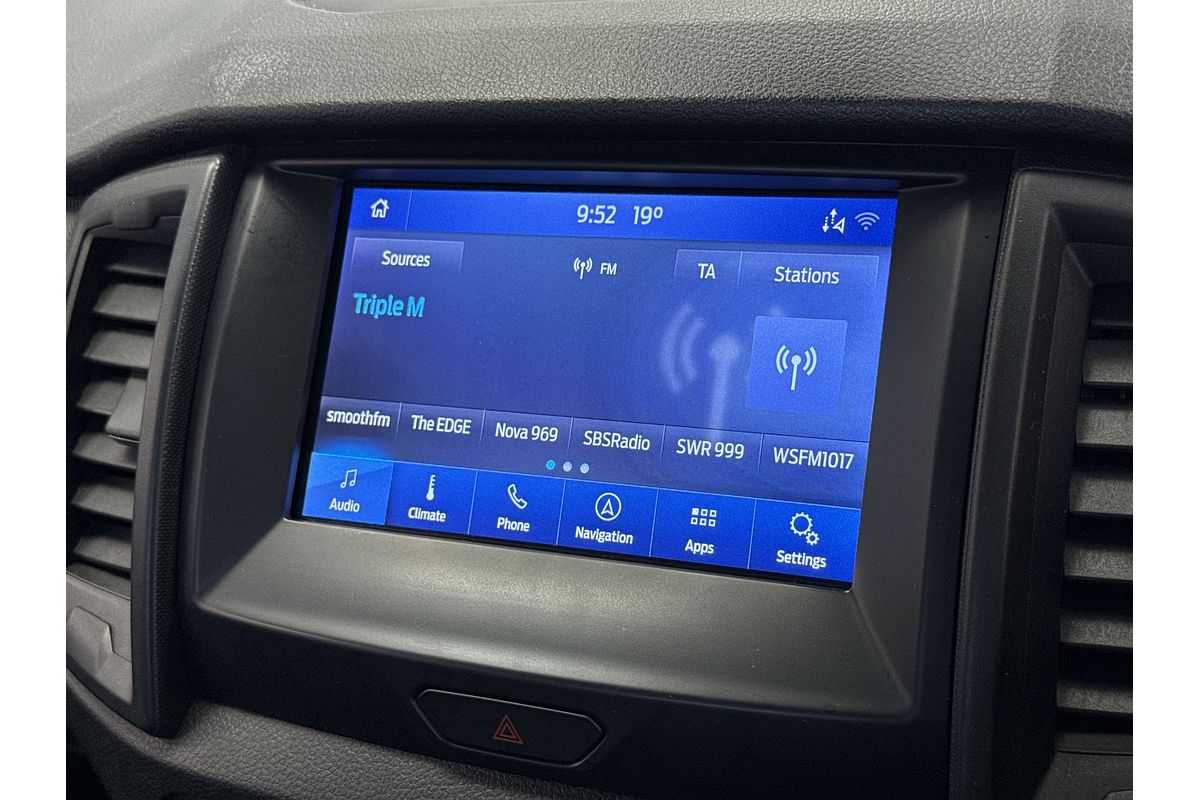 9:52 19°
Sources
FM
TA
Stations
Triple M
smoothfm
The EDGE
Nova 969
SBSRadio
SWR 999
WSFM1017
Audio
Climate
Phone
Navigation
Apps
Settings